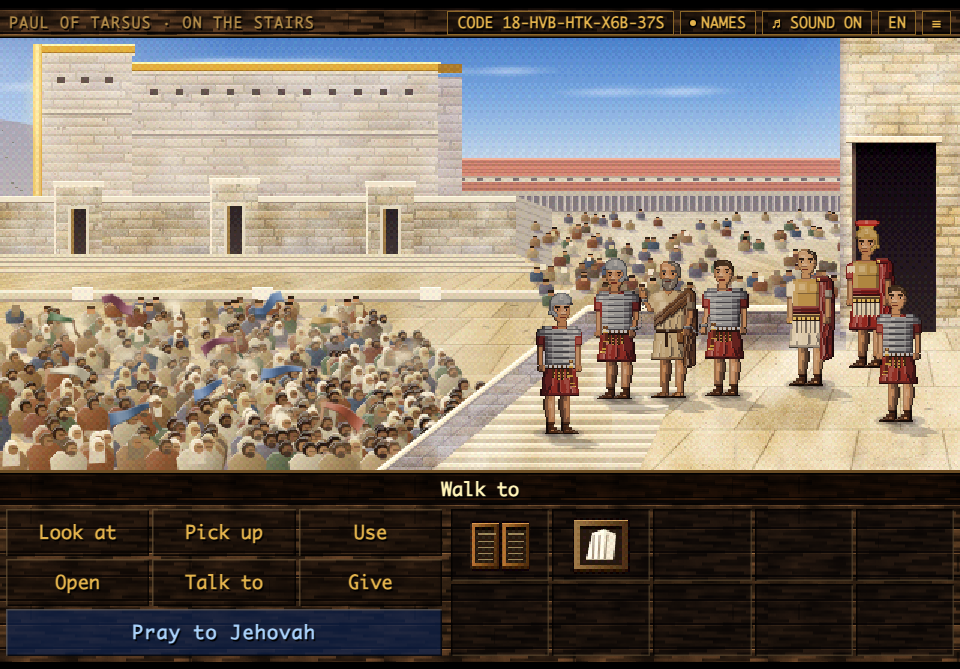 PAUL OF TARSUS · ON THE STAIRS
CODE 18-HVB-HTK-X6B-37S
• NAMES
♫ SOUND ON
EN
≡
Walk to
Look at
Pick up
Use
Open
Talk to
Give
Pray to Jehovah